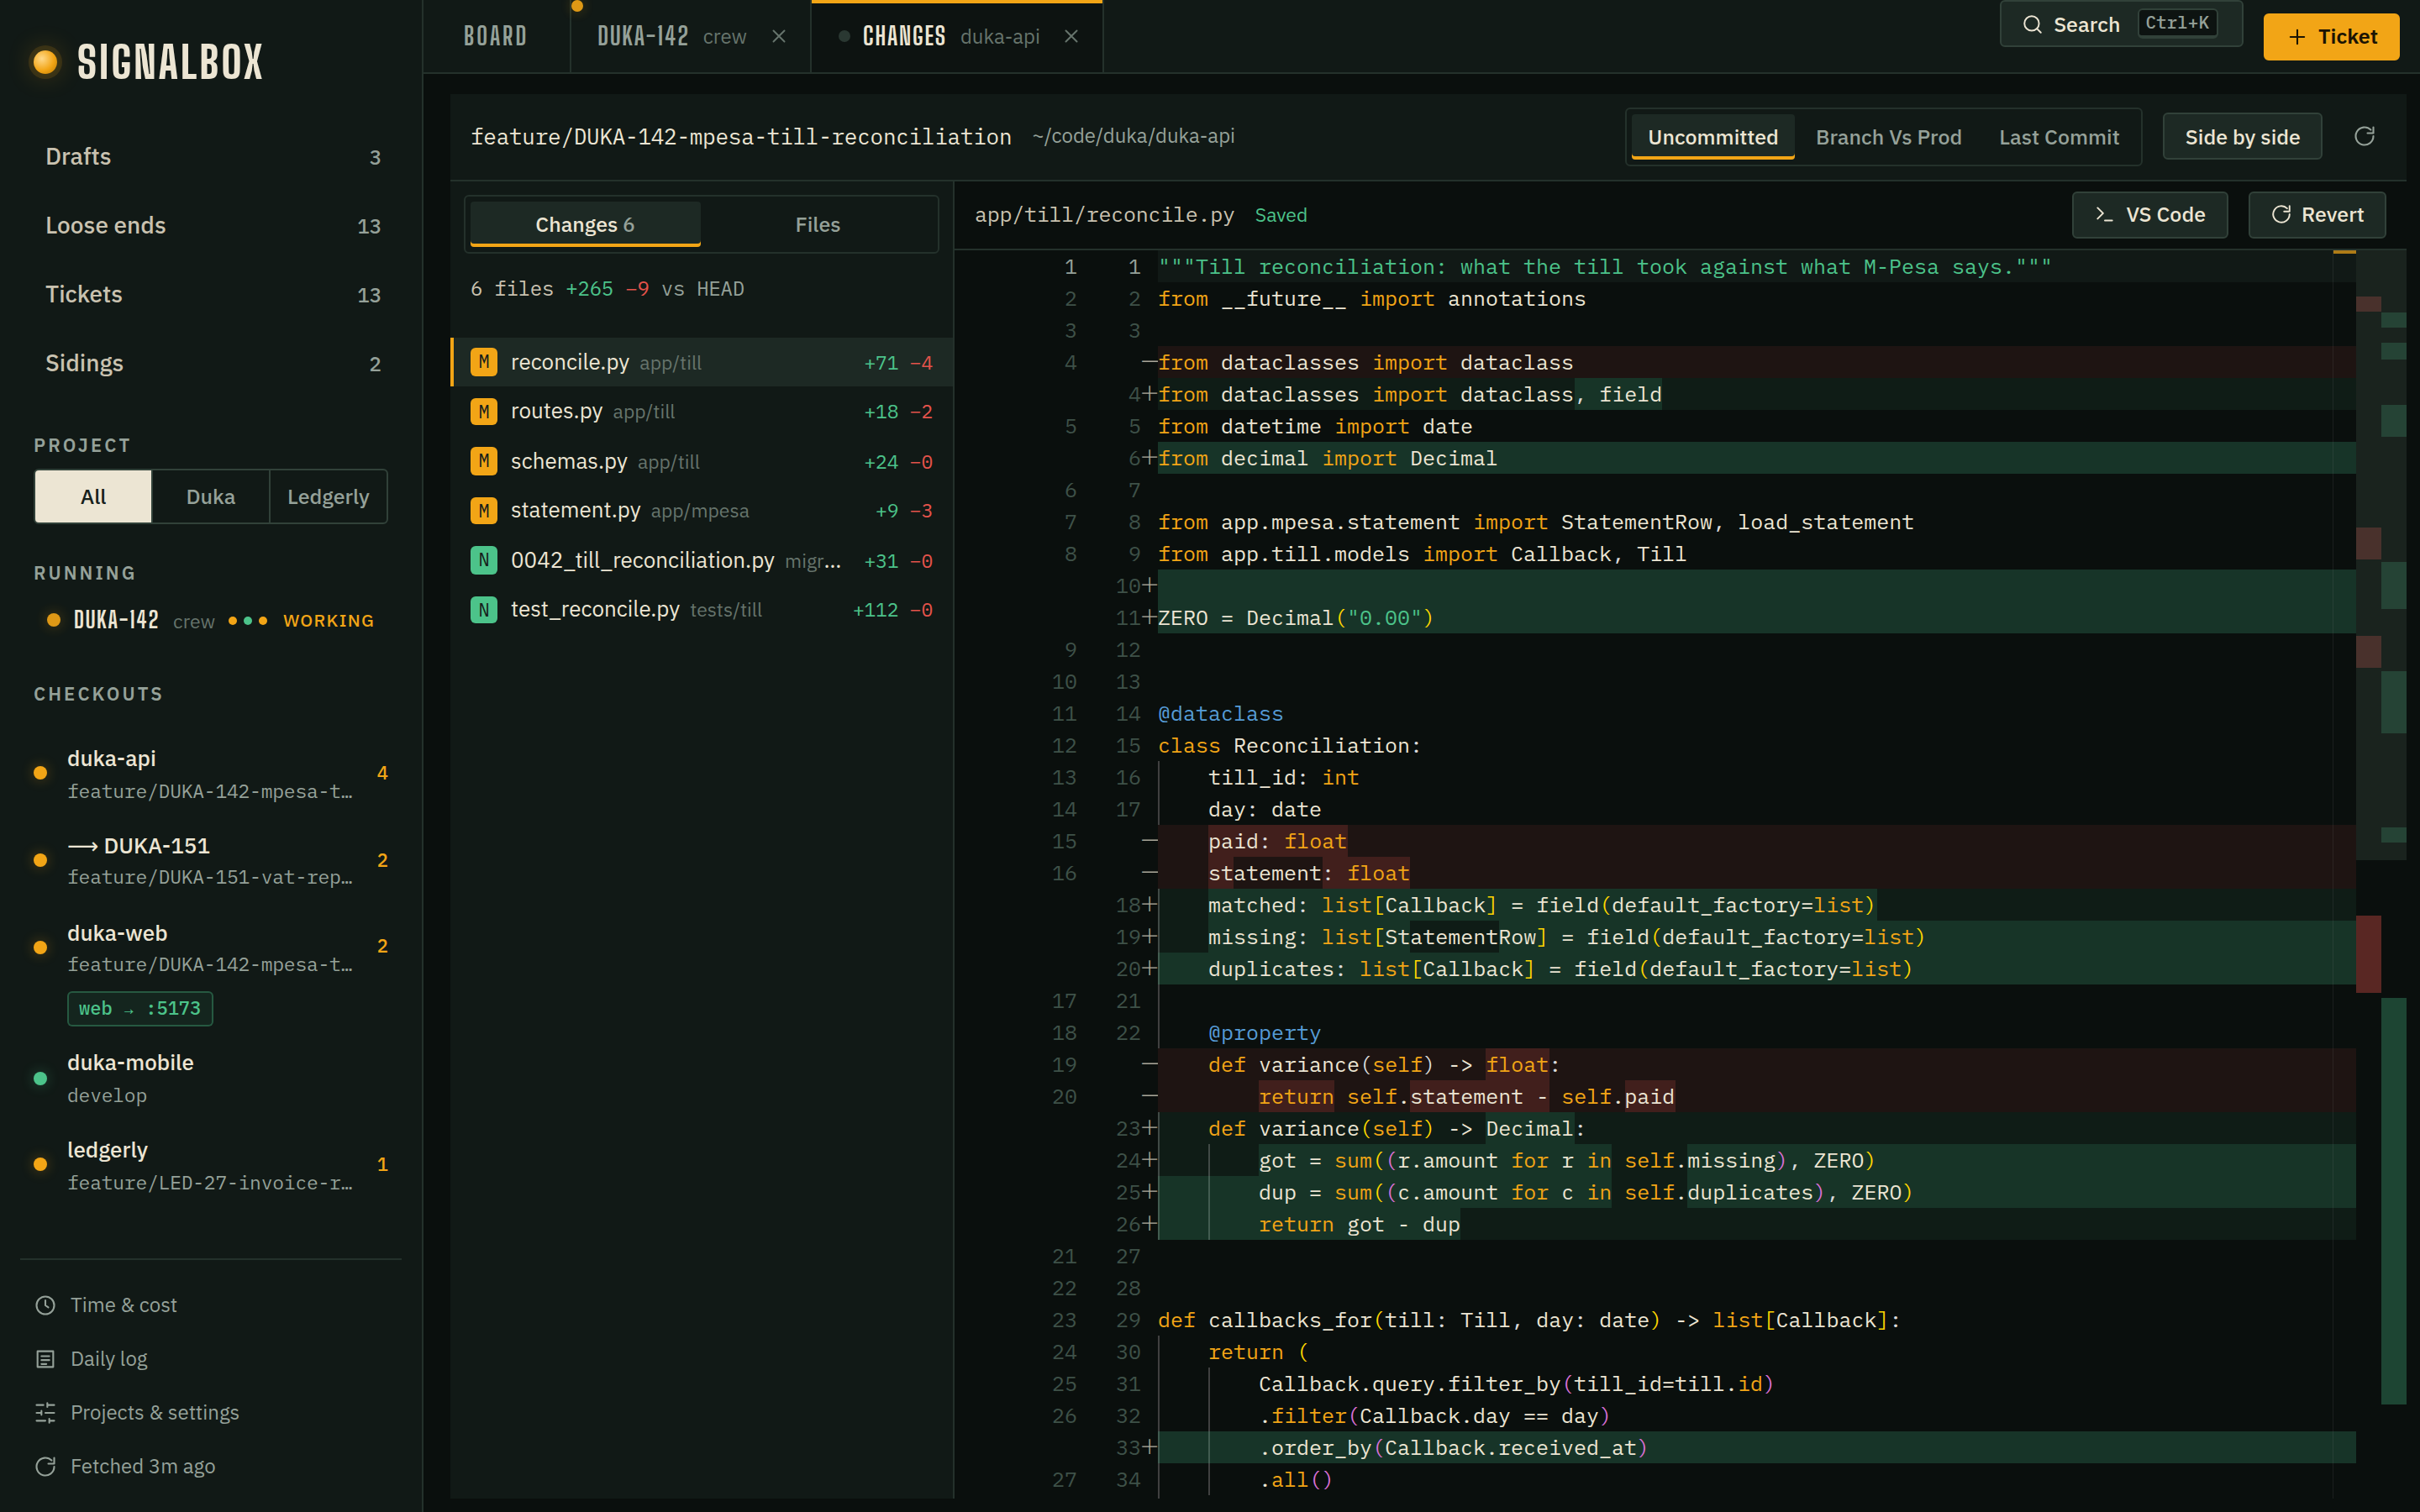 SIGNALBOX
Drafts 3
Loose ends 13
Tickets 13
Sidings 2
PROJECT
All Duka Ledgerly
RUNNING
DUKA-142 crew WORKING
CHECKOUTS
duka-api 4
feature/DUKA-142-mpesa-t…
⟶ DUKA-151 2
feature/DUKA-151-vat-rep…
duka-web 2
feature/DUKA-142-mpesa-t…
web → :5173
duka-mobile
develop
ledgerly 1
feature/LED-27-invoice-r…
Time & cost
Daily log
Projects & settings
Fetched 3m ago
BOARD DUKA-142 crew × CHANGES duka-api ×
Search Ctrl+K + Ticket
feature/DUKA-142-mpesa-till-reconciliation ~/code/duka/duka-api
Uncommitted Branch Vs Prod Last Commit Side by side
Changes 6 Files
6 files +265 −9 vs HEAD
M reconcile.py app/till +71 −4
M routes.py app/till +18 −2
M schemas.py app/till +24 −0
M statement.py app/mpesa +9 −3
N 0042_till_reconciliation.py migr… +31 −0
N test_reconcile.py tests/till +112 −0
app/till/reconcile.py Saved VS Code Revert
1 1 """Till reconciliation: what the till took against what M-Pesa says."""
2 2 from __future__ import annotations
3 3
4 − from dataclasses import dataclass
4+ from dataclasses import dataclass, field
5 5 from datetime import date
6+ from decimal import Decimal
6 7
7 8 from app.mpesa.statement import StatementRow, load_statement
8 9 from app.till.models import Callback, Till
10+
11+ ZERO = Decimal("0.00")
9 12
10 13
11 14 @dataclass
12 15 class Reconciliation:
13 16 till_id: int
14 17 day: date
15 − paid: float
16 − statement: float
18+ matched: list[Callback] = field(default_factory=list)
19+ missing: list[StatementRow] = field(default_factory=list)
20+ duplicates: list[Callback] = field(default_factory=list)
17 21
18 22 @property
19 − def variance(self) -> float:
20 − return self.statement - self.paid
23+ def variance(self) -> Decimal:
24+ got = sum((r.amount for r in self.missing), ZERO)
25+ dup = sum((c.amount for c in self.duplicates), ZERO)
26+ return got - dup
21 27
22 28
23 29 def callbacks_for(till: Till, day: date) -> list[Callback]:
24 30 return (
25 31 Callback.query.filter_by(till_id=till.id)
26 32 .filter(Callback.day == day)
33+ .order_by(Callback.received_at)
27 34 .all()